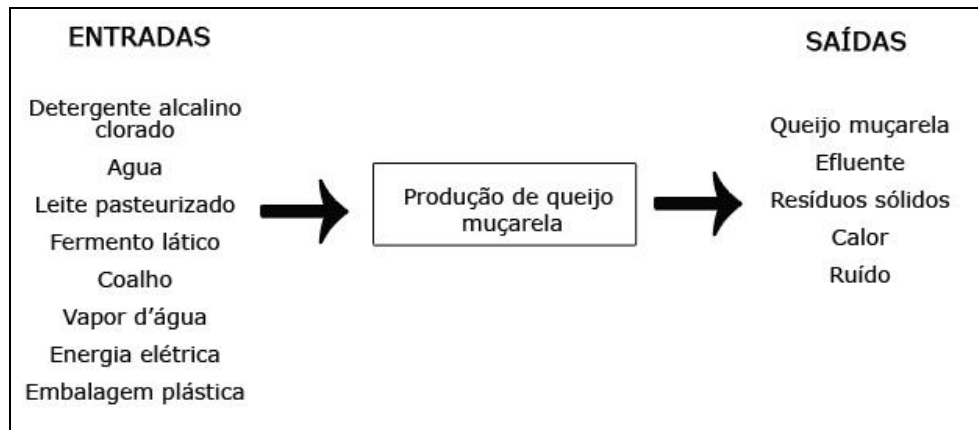 ENTRADAS
Detergente alcalino
clorado
Agua
Leite pasteurizado
Fermento lático
Coalho
Vapor d’água
Energia elétrica
Embalagem plástica
Produção de queijo
muçarela
SAÍDAS
Queijo muçarela
Efluente
Resíduos sólidos
Calor
Ruído